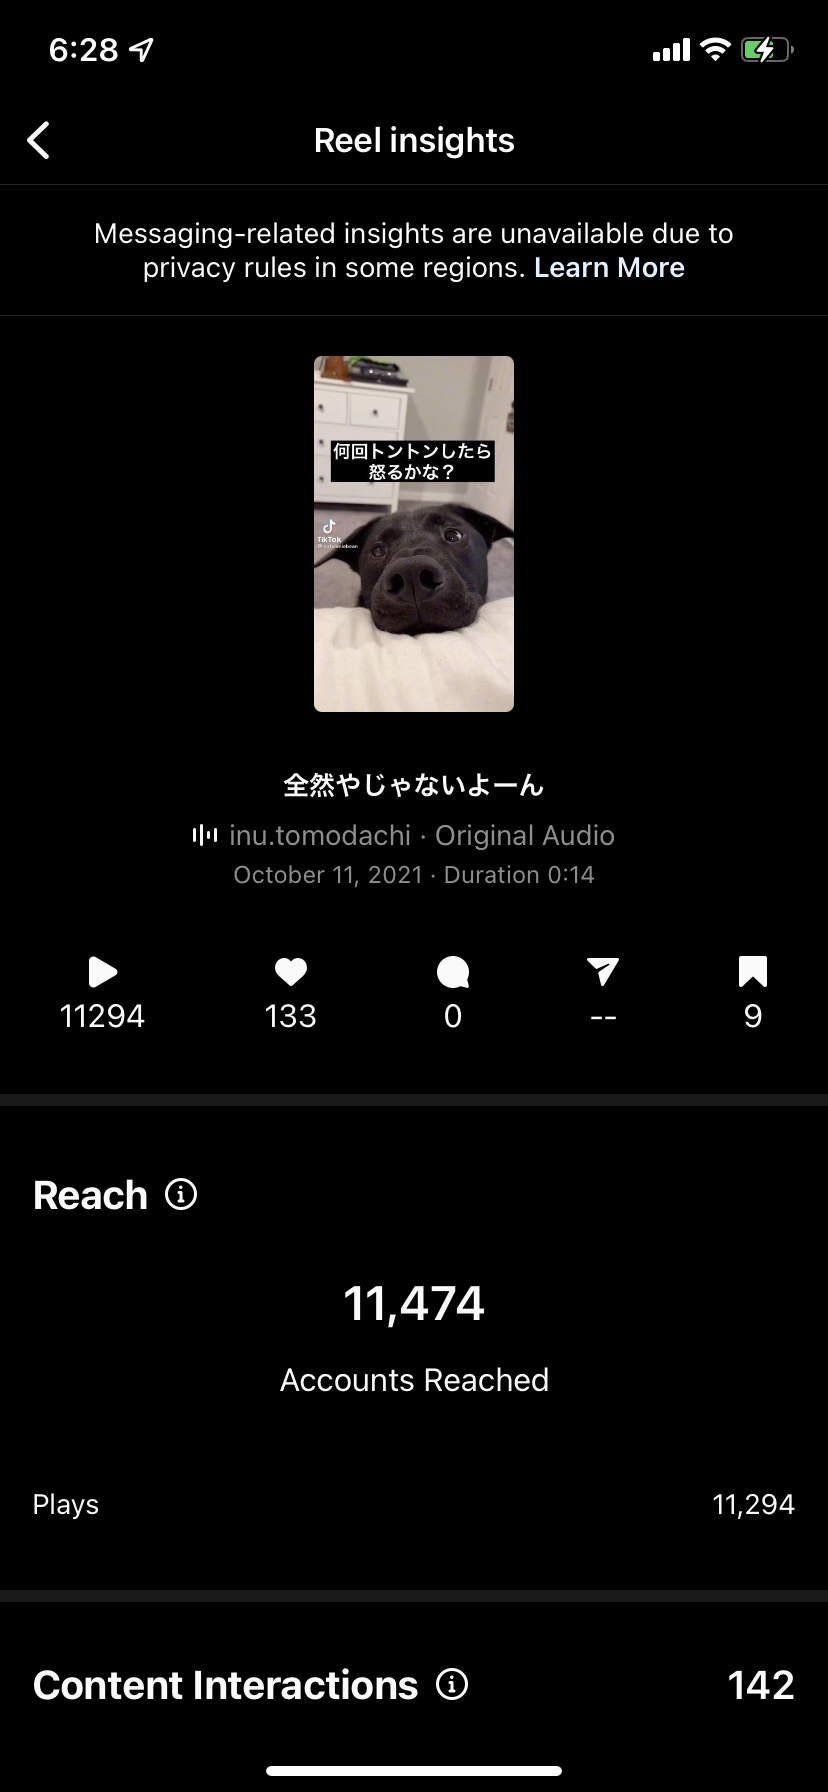 6:28
Reel insights
Messaging-related insights are unavailable due to
privacy rules in some regions. Learn More
何回トントンしたら
怒るかな？
TikTok
全然やじゃないよーん
inu.tomodachi · Original Audio
October 11, 2021 · Duration 0:14
11294 133 0 -- 9
Reach
11,474
Accounts Reached
Plays 11,294
Content Interactions 142